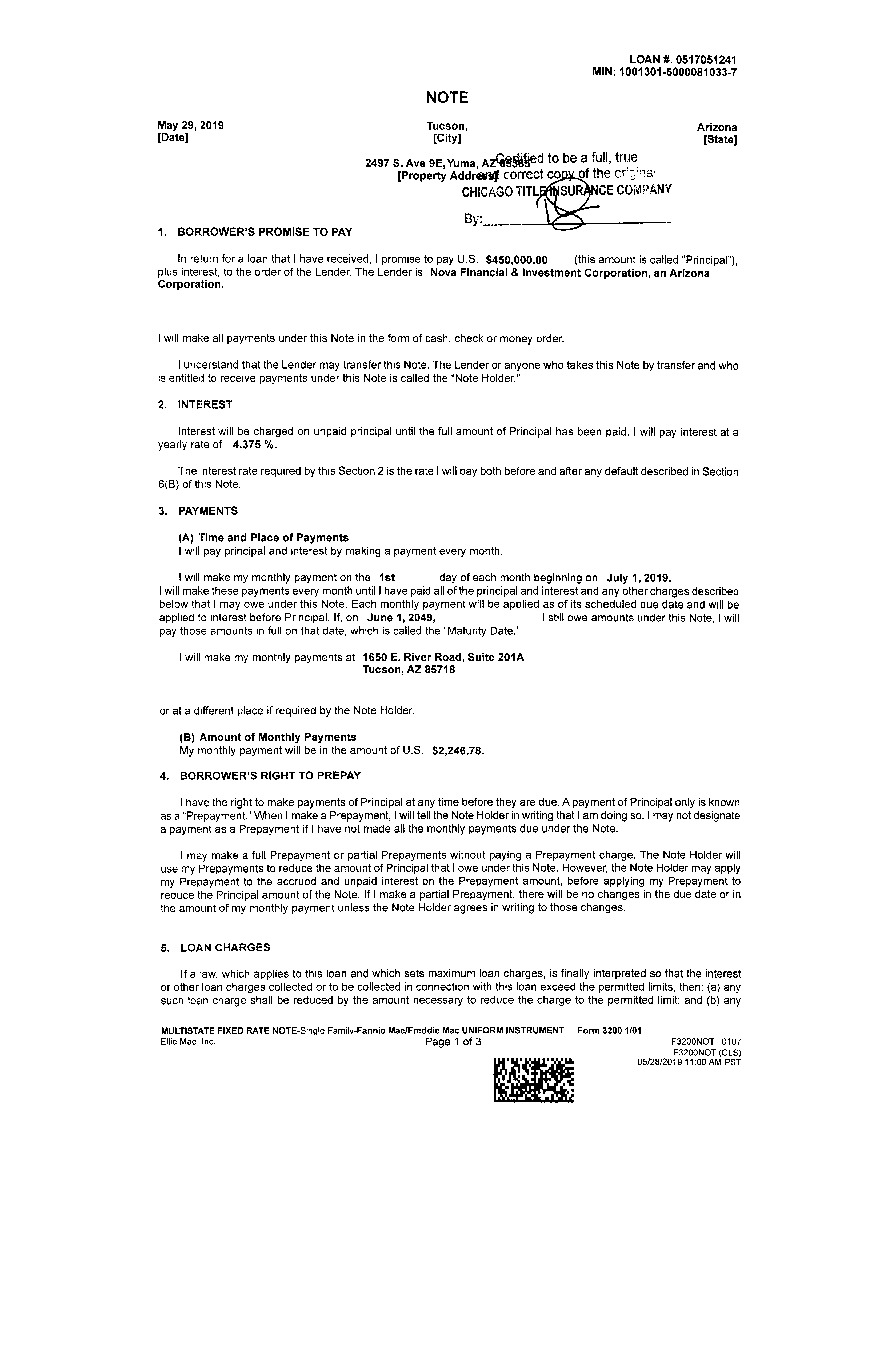 LOAN #: 0517051241
MIN: 1001301-5000081033-7
NOTE
May 29, 2019 Tucson, Arizona
[Date] [City] [State]
2497 S. Ave 9E, Yuma, AZ 85365
[Property Address]
Certified to be a full, true
and correct copy of the original
CHICAGO TITLE INSURANCE COMPANY
By:
1. BORROWER'S PROMISE TO PAY
In return for a loan that I have received, I promise to pay U.S. $450,000.00 (this amount is called "Principal"),
plus interest, to the order of the Lender. The Lender is Nova Financial & Investment Corporation, an Arizona
Corporation.
I will make all payments under this Note in the form of cash, check or money order.
I understand that the Lender may transfer this Note. The Lender or anyone who takes this Note by transfer and who
is entitled to receive payments under this Note is called the "Note Holder."
2. INTEREST
Interest will be charged on unpaid principal until the full amount of Principal has been paid. I will pay interest at a
yearly rate of 4.375 %.
The interest rate required by this Section 2 is the rate I will pay both before and after any default described in Section
6(B) of this Note.
3. PAYMENTS
(A) Time and Place of Payments
I will pay principal and interest by making a payment every month.
I will make my monthly payment on the 1st day of each month beginning on July 1, 2019.
I will make these payments every month until I have paid all of the principal and interest and any other charges described
below that I may owe under this Note. Each monthly payment will be applied as of its scheduled due date and will be
applied to interest before Principal. If, on June 1, 2049, I still owe amounts under this Note, I will
pay those amounts in full on that date, which is called the "Maturity Date."
I will make my monthly payments at 1650 E. River Road, Suite 201A
Tucson, AZ 85718
or at a different place if required by the Note Holder.
(B) Amount of Monthly Payments
My monthly payment will be in the amount of U.S. $2,246.78.
4. BORROWER'S RIGHT TO PREPAY
I have the right to make payments of Principal at any time before they are due. A payment of Principal only is known
as a "Prepayment." When I make a Prepayment, I will tell the Note Holder in writing that I am doing so. I may not designate
a payment as a Prepayment if I have not made all the monthly payments due under the Note.
I may make a full Prepayment or partial Prepayments without paying a Prepayment charge. The Note Holder will
use my Prepayments to reduce the amount of Principal that I owe under this Note. However, the Note Holder may apply
my Prepayment to the accrued and unpaid interest on the Prepayment amount, before applying my Prepayment to
reduce the Principal amount of the Note. If I make a partial Prepayment, there will be no changes in the due date or in
the amount of my monthly payment unless the Note Holder agrees in writing to those changes.
5. LOAN CHARGES
If a law, which applies to this loan and which sets maximum loan charges, is finally interpreted so that the interest
or other loan charges collected or to be collected in connection with this loan exceed the permitted limits, then: (a) any
such loan charge shall be reduced by the amount necessary to reduce the charge to the permitted limit; and (b) any
MULTISTATE FIXED RATE NOTE-Single Family-Fannie Mae/Freddie Mac UNIFORM INSTRUMENT Form 3200 1/01
Ellie Mae, Inc. Page 1 of 3 F3200NOT 0107
F3200NOT (CLS)
05/28/2019 11:00 AM PST